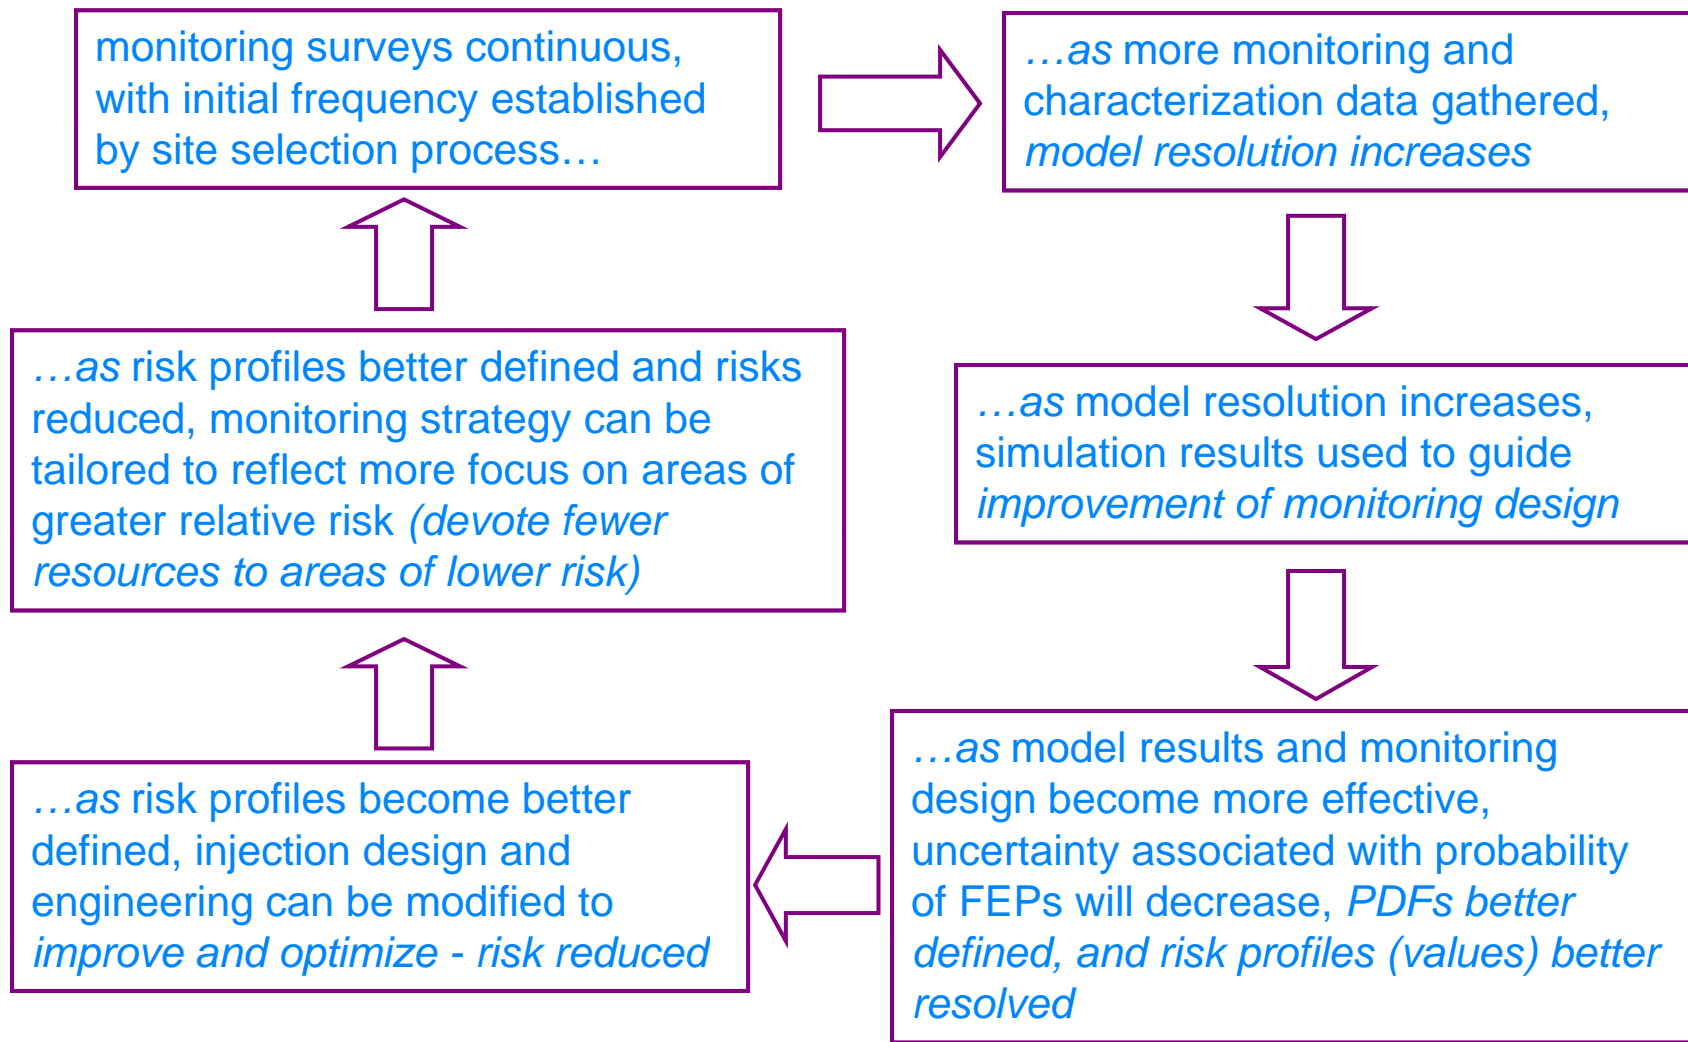 monitoring surveys continuous,
with initial frequency established
by site selection process…
…as more monitoring and
characterization data gathered,
model resolution increases
…as model resolution increases,
simulation results used to guide
improvement of monitoring design
…as model results and monitoring
design become more effective,
uncertainty associated with probability
of FEPs will decrease, PDFs better
defined, and risk profiles (values) better
resolved
…as risk profiles become better
defined, injection design and
engineering can be modified to
improve and optimize - risk reduced
…as risk profiles better defined and risks
reduced, monitoring strategy can be
tailored to reflect more focus on areas of
greater relative risk (devote fewer
resources to areas of lower risk)